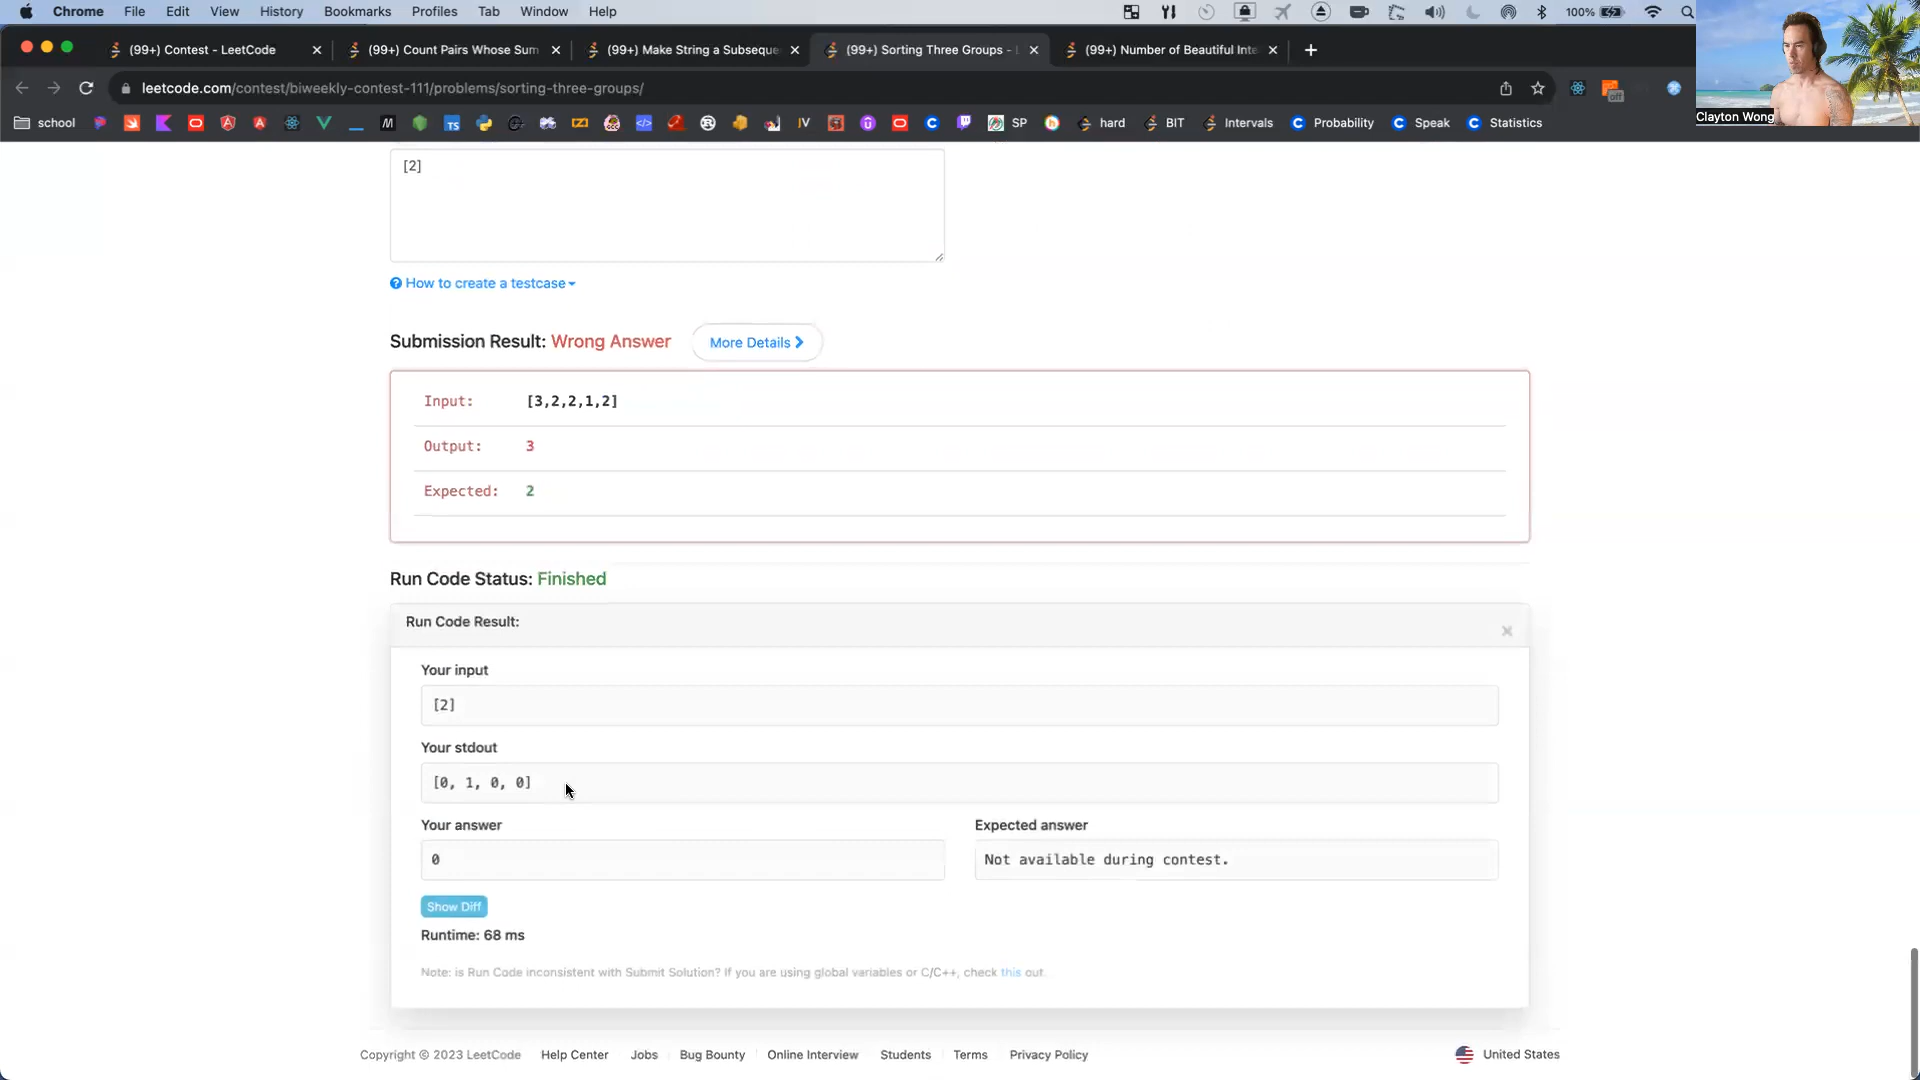 Chrome File Edit View History Bookmarks Profiles Tab Window Help 100%
(99+) Contest - LeetCode
(99+) Count Pairs Whose Sum
(99+) Make String a Subseque
(99+) Sorting Three Groups - L
(99+) Number of Beautiful Inte
leetcode.com/contest/biweekly-contest-111/problems/sorting-three-groups/
off
Clayton Wong
school TS IV SP hard BIT Intervals Probability Speak Statistics
[2]
How to create a testcase
Submission Result: Wrong Answer More Details
Input: [3,2,2,1,2]
Output: 3
Expected: 2
Run Code Status: Finished
Run Code Result:
Your input
[2]
Your stdout
[0, 1, 0, 0]
Your answer Expected answer
0 Not available during contest.
Show Diff
Runtime: 68 ms
Note: is Run Code inconsistent with Submit Solution? If you are using global variables or C/C++, check this out.
Copyright © 2023 LeetCode Help Center Jobs Bug Bounty Online Interview Students Terms Privacy Policy United States